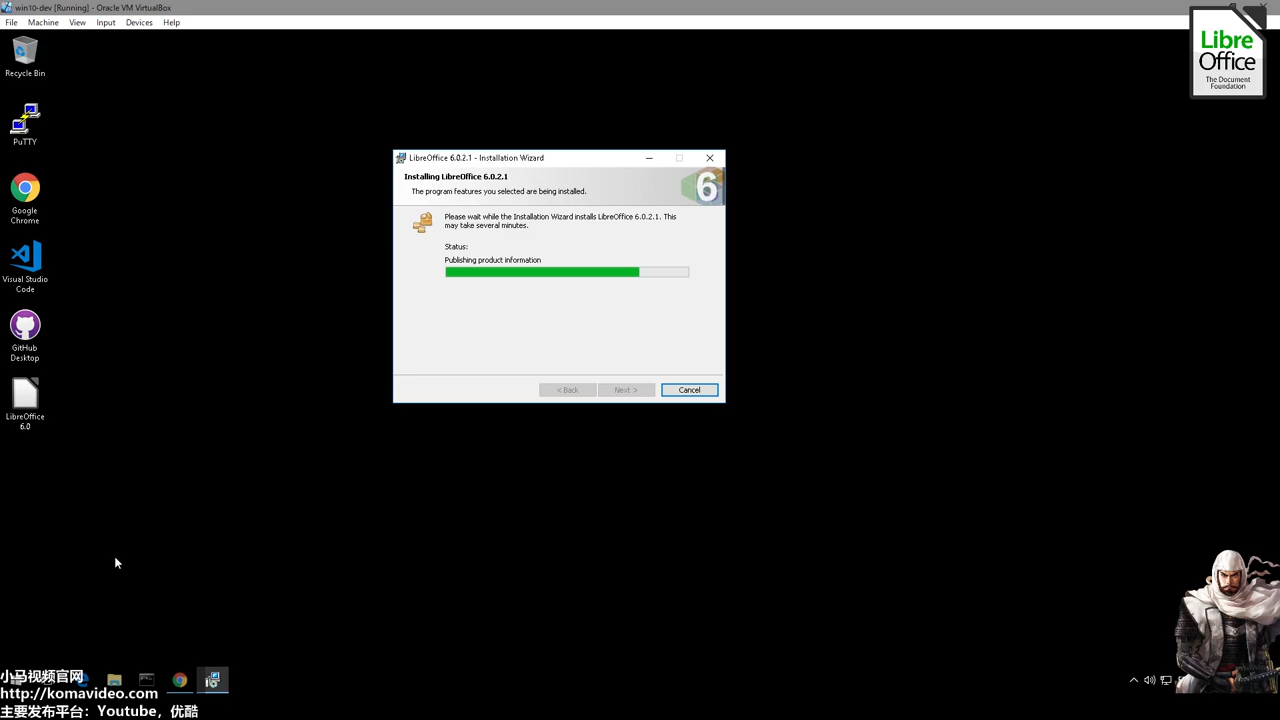 win10-dev [Running] - Oracle VM VirtualBox
File Machine View Input Devices Help
Libre
Office
The Document
Foundation
Recycle Bin
PuTTY
Google
Chrome
Visual Studio
Code
GitHub
Desktop
LibreOffice
6.0
LibreOffice 6.0.2.1 - Installation Wizard
Installing LibreOffice 6.0.2.1
The program features you selected are being installed.
6
Please wait while the Installation Wizard installs LibreOffice 6.0.2.1. This
may take several minutes.
Status:
Publishing product information
< Back Next > Cancel
小马视频官网
http://komavideo.com
主要发布平台：Youtube，优酷